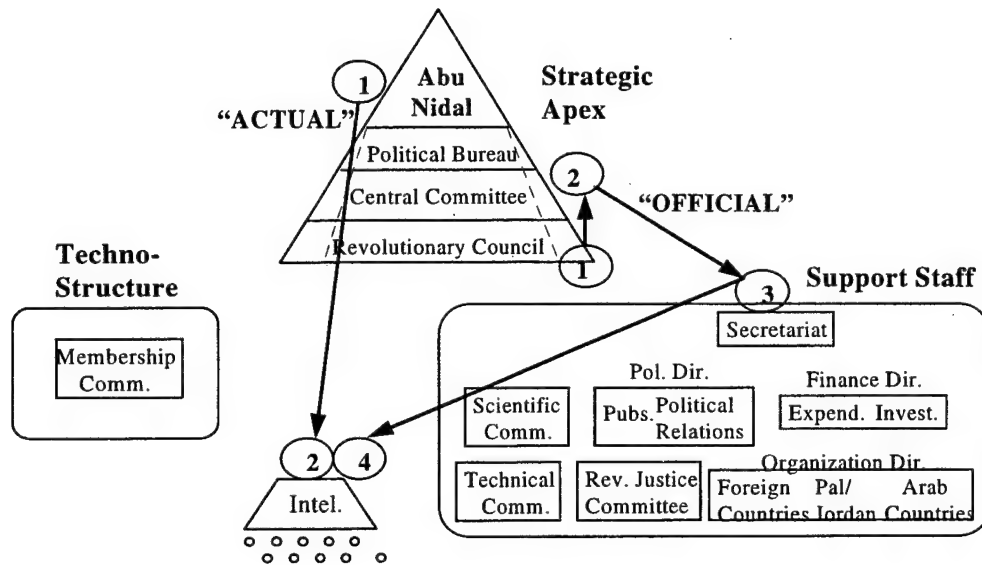 Abu
Nidal
Strategic
Apex
1
"ACTUAL"
Political Bureau
2
Central Committee
"OFFICIAL"
Revolutionary Council
1
Techno-
Structure
3
Support Staff
Secretariat
Membership
Comm.
Pol. Dir.
Finance Dir.
Scientific
Comm.
Pubs. Political
Relations
Expend. Invest.
2
4
Organization Dir.
Technical
Comm.
Rev. Justice
Committee
Foreign Pal/ Arab
Countries Jordan Countries
Intel.